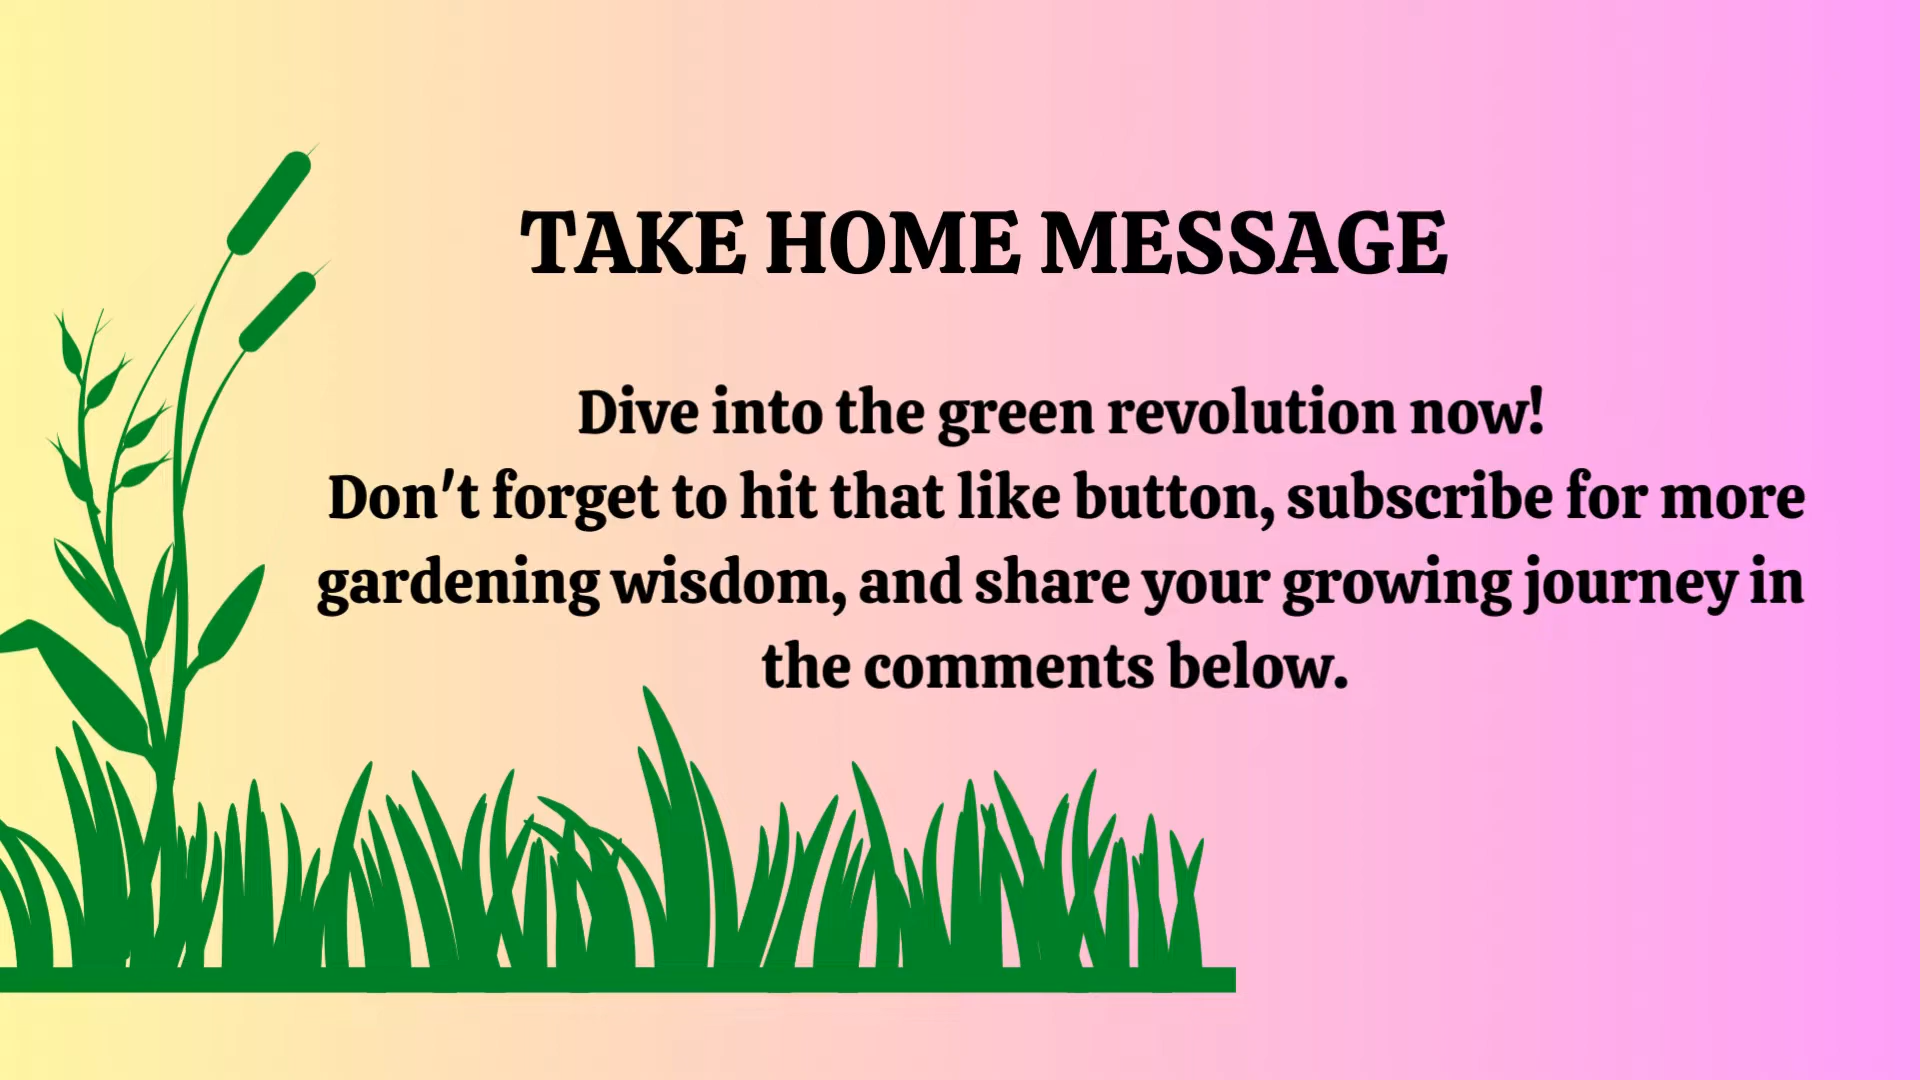 TAKE HOME MESSAGE
Dive into the green revolution now!
Don't forget to hit that like button, subscribe for more
gardening wisdom, and share your growing journey in
the comments below.